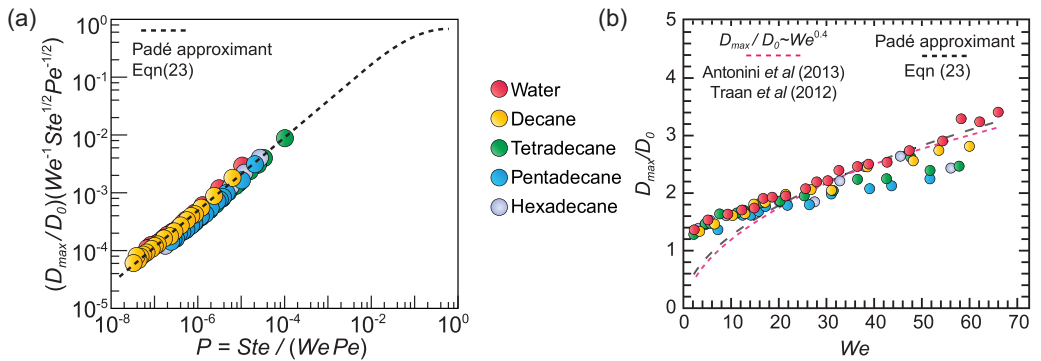 (a)
(D_max / D_0)(We^-1 Ste^1/2 Pe^-1/2)
10^0
10^-1
10^-2
10^-3
10^-4
10^-5
Padé approximant
Eqn(23)
10^-8
10^-6
10^-4
10^-2
10^0
P = Ste / (We Pe)
Water
Decane
Tetradecane
Pentadecane
Hexadecane
(b)
D_max/D_0
5
4
3
2
1
0
D_max / D_0~We^0.4
Antonini et al (2013)
Traan et al (2012)
Padé approximant
Eqn (23)
0
10
20
30
40
50
60
70
We